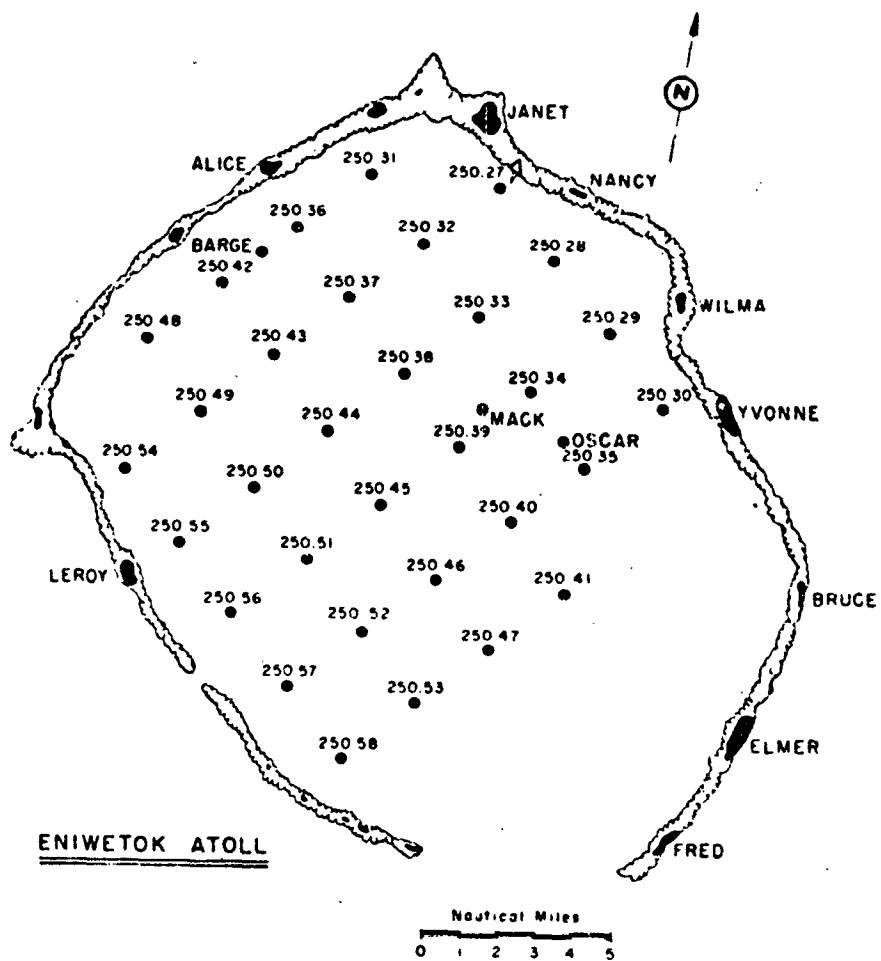 N
JANET
250 31
ALICE
250.27
NANCY
250 36
250 32
BARGE
250 28
250 42
250 37
250 33
WILMA
250 48
250 43
250 29
250 38
250 34
250 49
250 30
250 44
MACK
YVONNE
250.39
OSCAR
250 54
250 35
250 50
250 45
250 40
250 55
250.51
LEROY
250 46
250 41
250 56
BRUCE
250 52
250 47
250 57
250.53
250 58
ELMER
ENIWETOK ATOLL
FRED
Nautical Miles
0 1 2 3 4 5